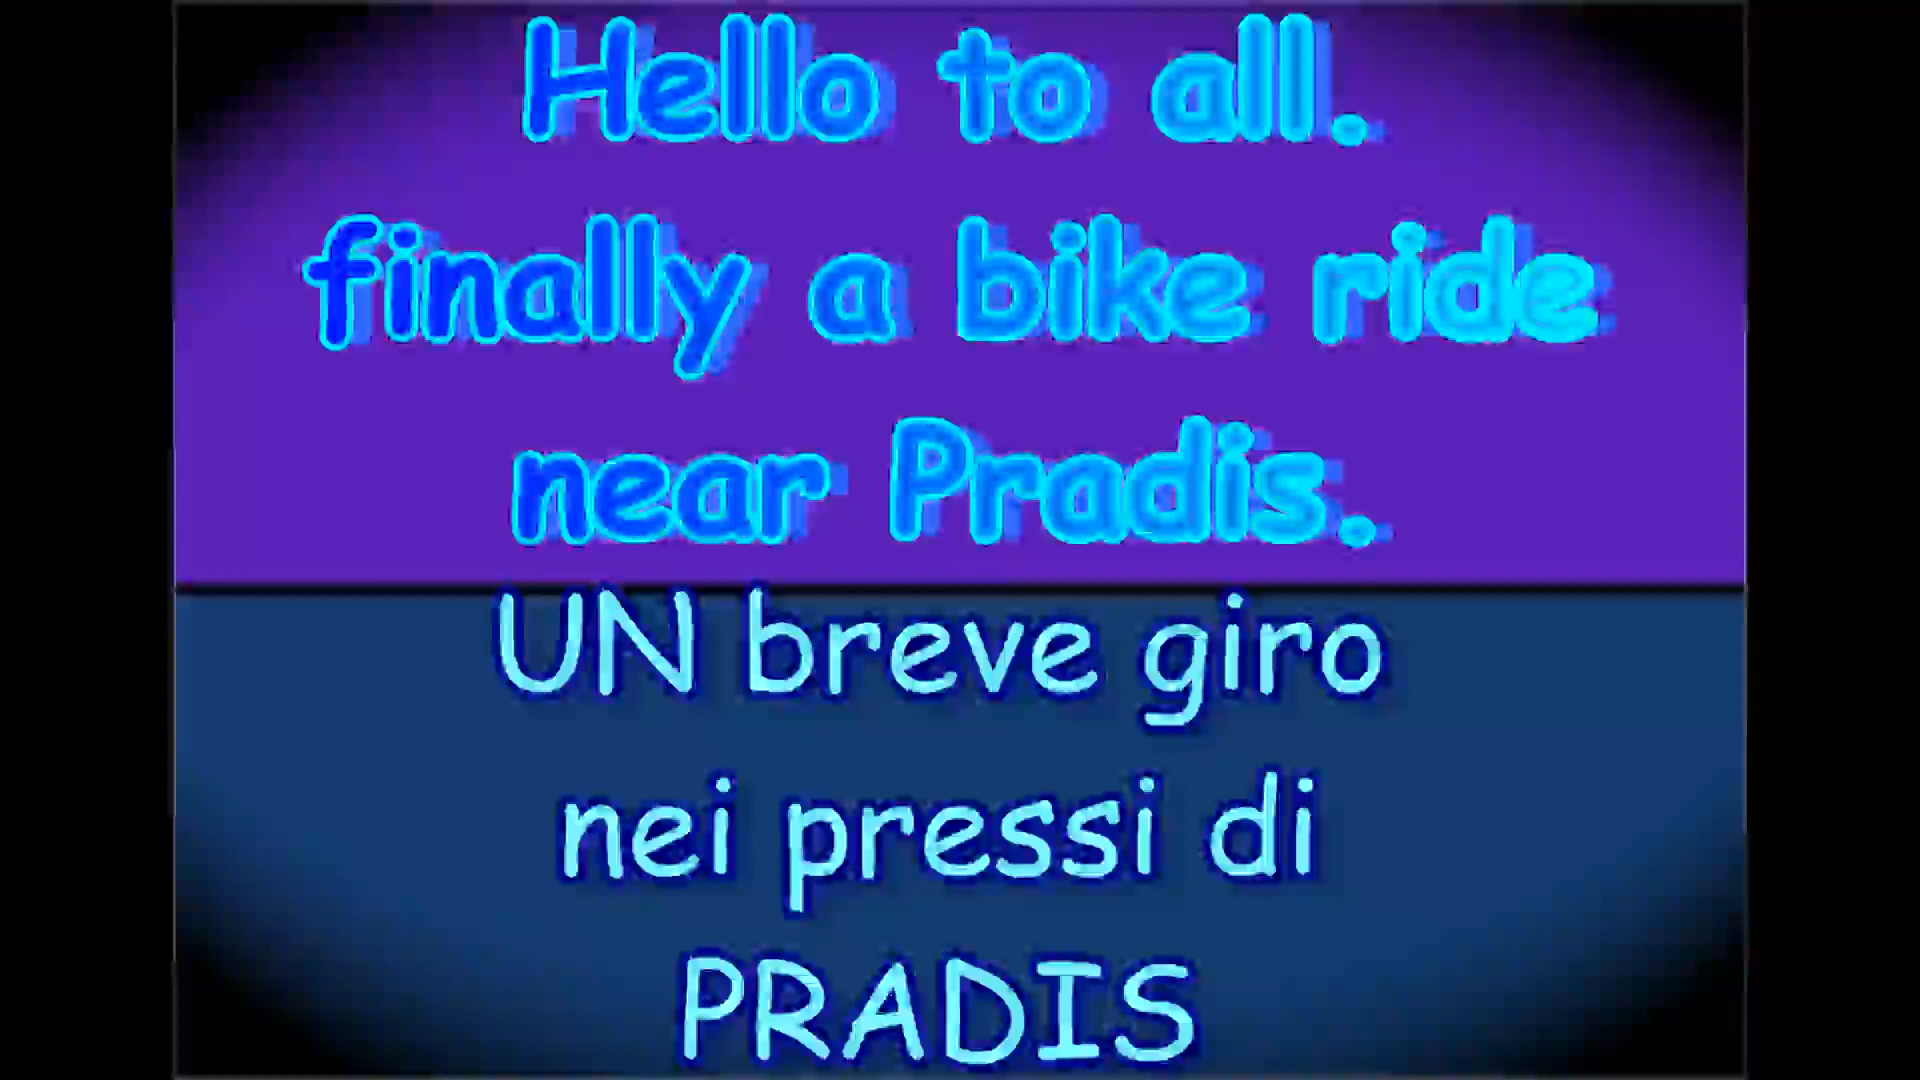 Hello to all.
finally a bike ride
near Pradis.
UN breve giro
nei pressi di
PRADIS